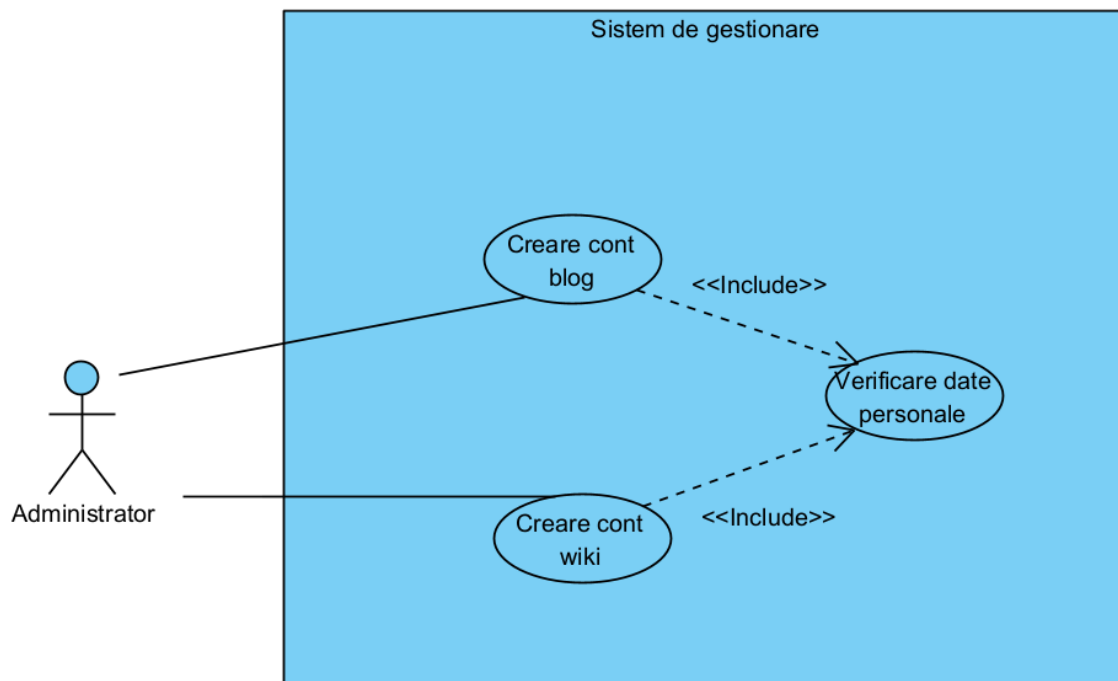 Sistem de gestionare
Creare cont
blog
<<Include>>
Verificare date
personale
Administrator
<<Include>>
Creare cont
wiki